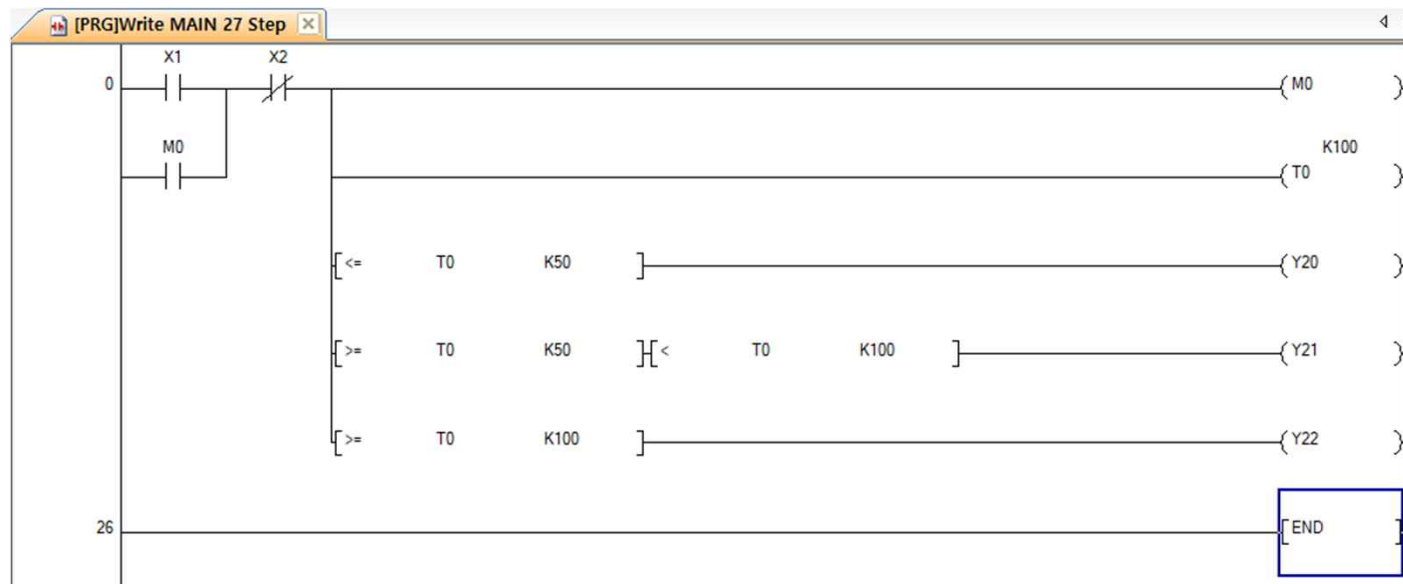 [PRG]Write MAIN 27 Step
X1 X2
0 M0
M0 K100
T0
<= T0 K50 Y20
>= T0 K50 < T0 K100 Y21
>= T0 K100 Y22
26 END